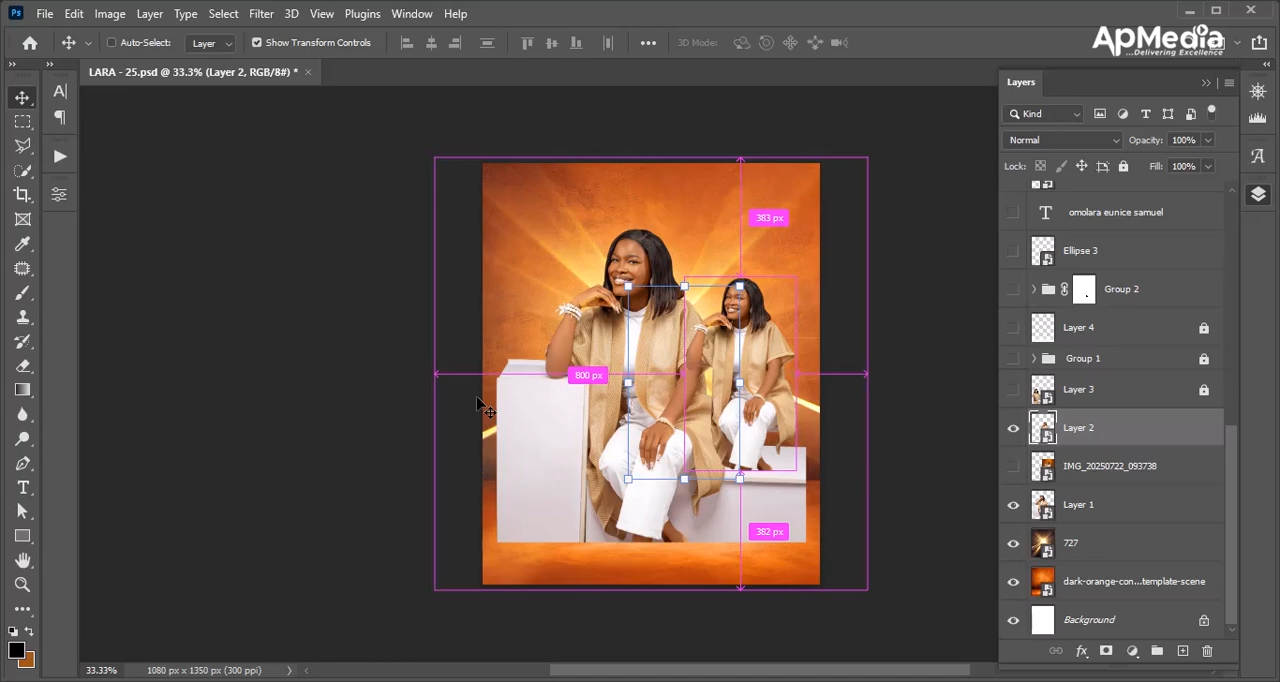 Ps File Edit Image Layer Type Select Filter 3D View Plugins Window Help
Auto-Select: Layer Show Transform Controls 3D Mode:
ApMedia
...Delivering Excellence
LARA - 25.psd @ 33.3% (Layer 2, RGB/8#) *
Layers
Kind
Normal Opacity: 100%
Lock: Fill: 100%
omolara eunice samuel
Ellipse 3
Group 2
Layer 4
Group 1
Layer 3
Layer 2
IMG_20250722_093738
Layer 1
727
dark-orange-con...template-scene
Background
383 px
800 px
382 px
33.33% 1080 px x 1350 px (300 ppi)